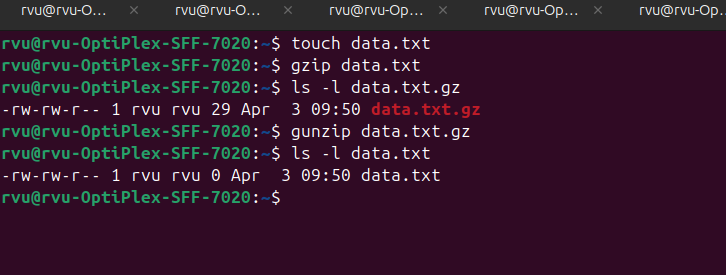 rvu@rvu-O... × rvu@rvu-O... × rvu@rvu-Op... × rvu@rvu-Op... × rvu@rvu-Op...
rvu@rvu-OptiPlex-SFF-7020:~$ touch data.txt
rvu@rvu-OptiPlex-SFF-7020:~$ gzip data.txt
rvu@rvu-OptiPlex-SFF-7020:~$ ls -l data.txt.gz
-rw-rw-r-- 1 rvu rvu 29 Apr  3 09:50 data.txt.gz
rvu@rvu-OptiPlex-SFF-7020:~$ gunzip data.txt.gz
rvu@rvu-OptiPlex-SFF-7020:~$ ls -l data.txt
-rw-rw-r-- 1 rvu rvu 0 Apr  3 09:50 data.txt
rvu@rvu-OptiPlex-SFF-7020:~$